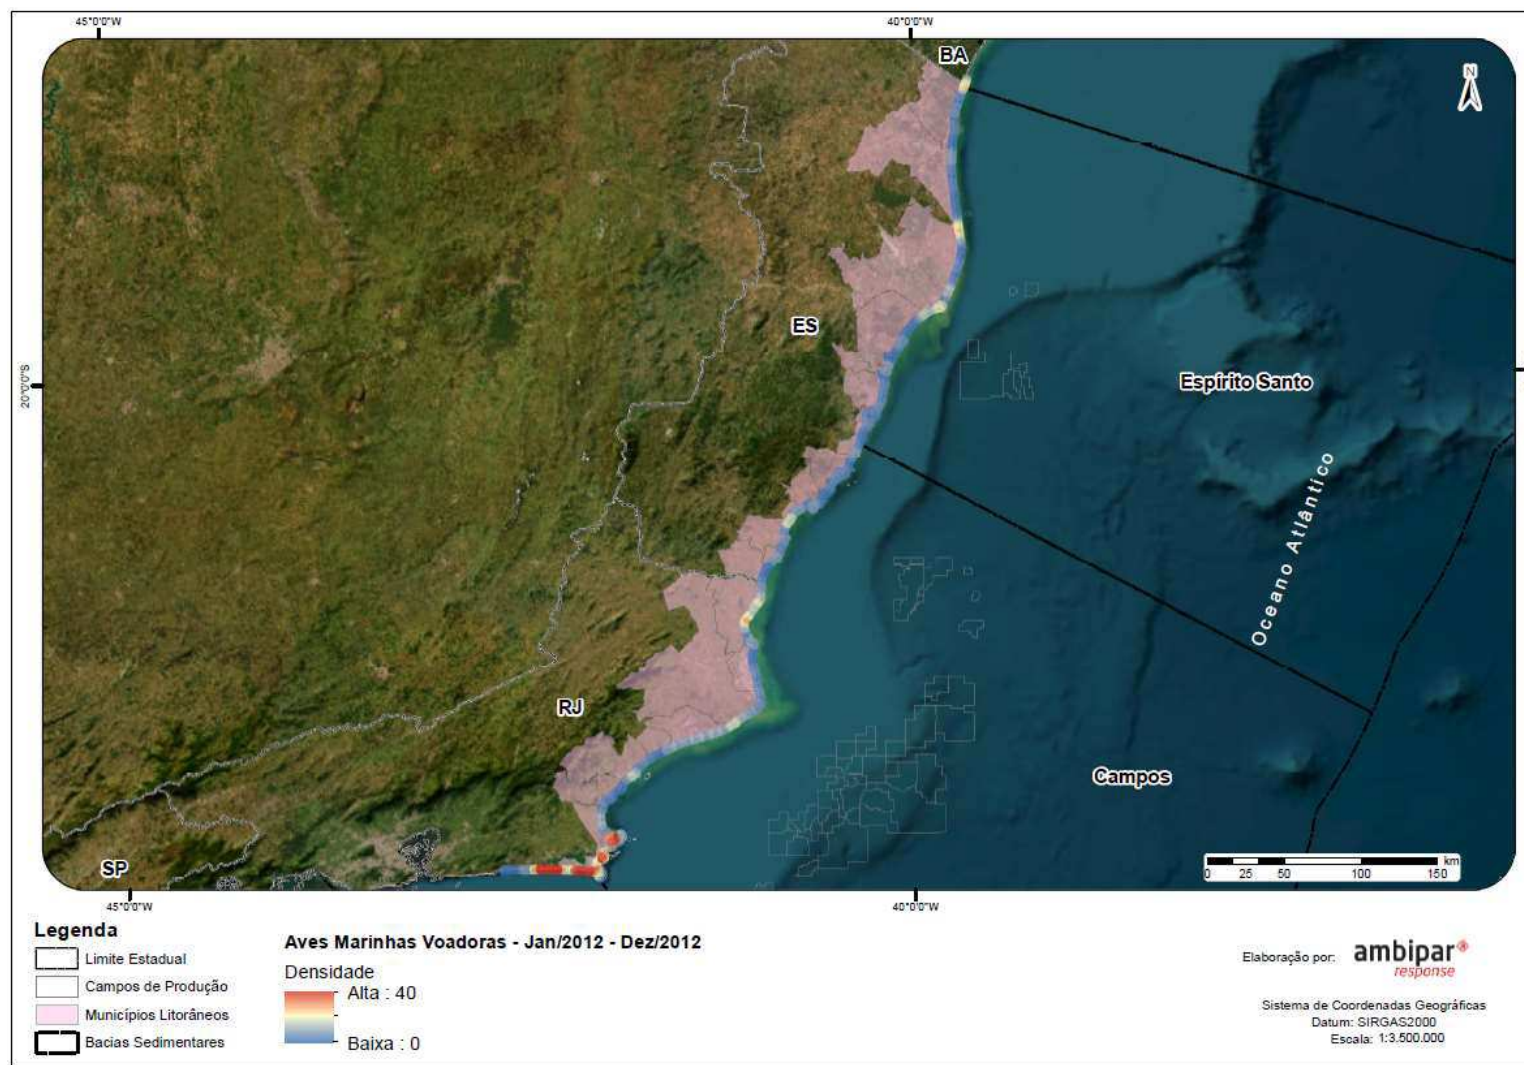 45°0'0"W
40°0'0"W
BA
N
20°0'0"S
ES
Espírito Santo
Oceano Atlântico
RJ
Campos
SP
km
0 25 50 100 150
45°0'0"W
40°0'0"W
Legenda
Limite Estadual
Campos de Produção
Municípios Litorâneos
Bacias Sedimentares
Aves Marinhas Voadoras - Jan/2012 - Dez/2012
Densidade
Alta : 40
Baixa : 0
Elaboração por:
ambipar®
response
Sistema de Coordenadas Geográficas
Datum: SIRGAS2000
Escala: 1:3.500.000